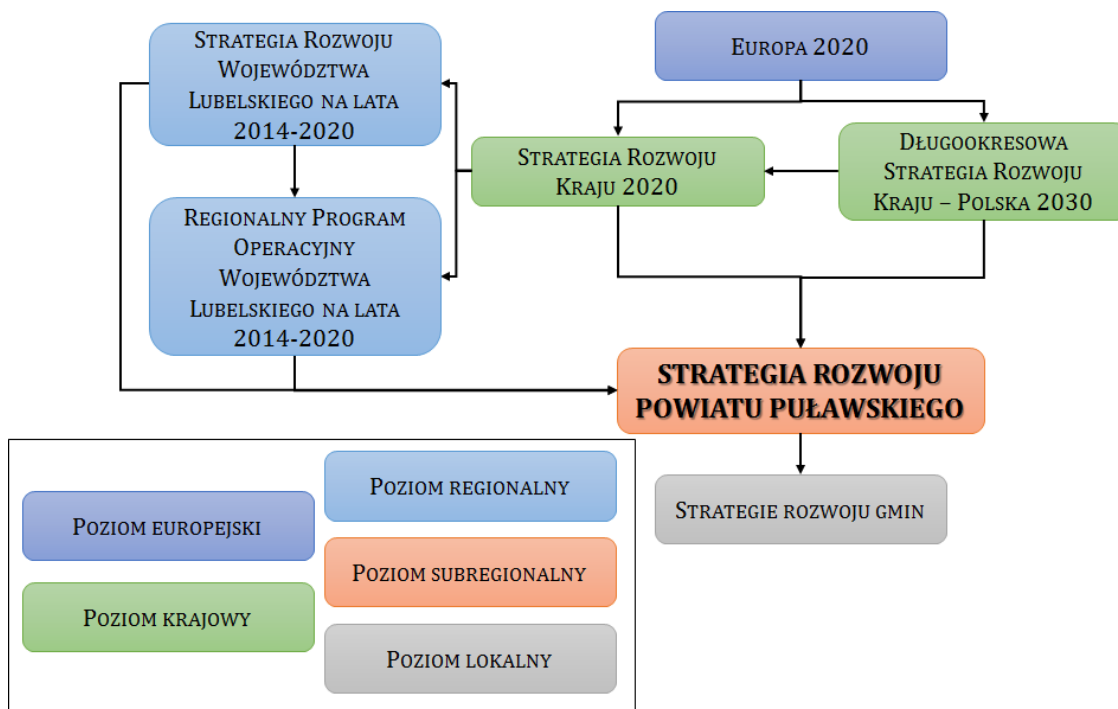 Strategia Rozwoju
Województwa
Lubelskiego na lata
2014-2020
Europa 2020
Strategia Rozwoju
Kraju 2020
Długookresowa
Strategia Rozwoju
Kraju – Polska 2030
Regionalny Program
Operacyjny
Województwa
Lubelskiego na lata
2014-2020
STRATEGIA ROZWOJU
POWIATU PUŁAWSKIEGO
Strategie rozwoju gmin
Poziom europejski
Poziom krajowy
Poziom regionalny
Poziom subregionalny
Poziom lokalny